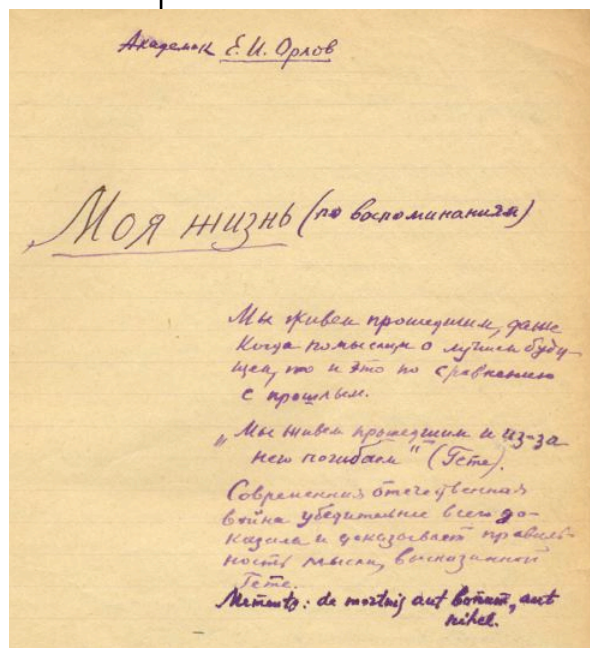 Академик Е. И. Орлов
Моя жизнь (по воспоминаниям)
Мы живем прошедшим, даже
когда помыслим о лучшем буду-
щем, то и это по сравнению
с прошлым.
„Мы живем прошедшим и из-за
него погибаем“ (Гете).
Современная отечественная
война убедительнее всего до-
казала и доказывает правиль-
ность мысли, высказанной
Гете.
Memento: de mortuis aut bonum, aut
nihel.